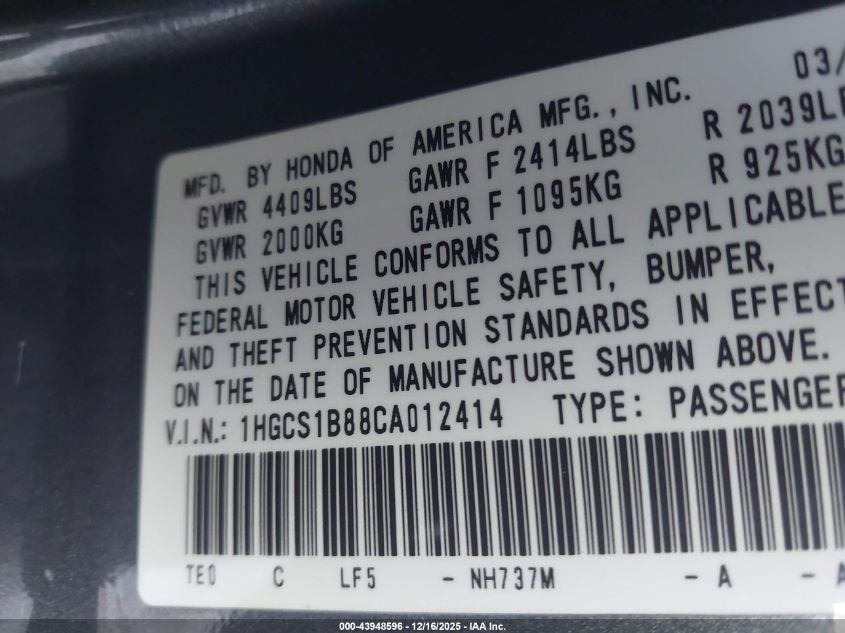 03/
MFD. BY HONDA OF AMERICA MFG., INC.
GVWR 4409LBS GAWR F 2414LBS R 2039LB
GVWR 2000KG GAWR F 1095KG R 925KG
THIS VEHICLE CONFORMS TO ALL APPLICABLE
FEDERAL MOTOR VEHICLE SAFETY, BUMPER,
AND THEFT PREVENTION STANDARDS IN EFFECT
ON THE DATE OF MANUFACTURE SHOWN ABOVE.
V.I.N.: 1HGCS1B88CA012414 TYPE: PASSENGER
TE0 C LF5 - NH737M - A - A
000-43948596 - 12/16/2025 - IAA Inc.